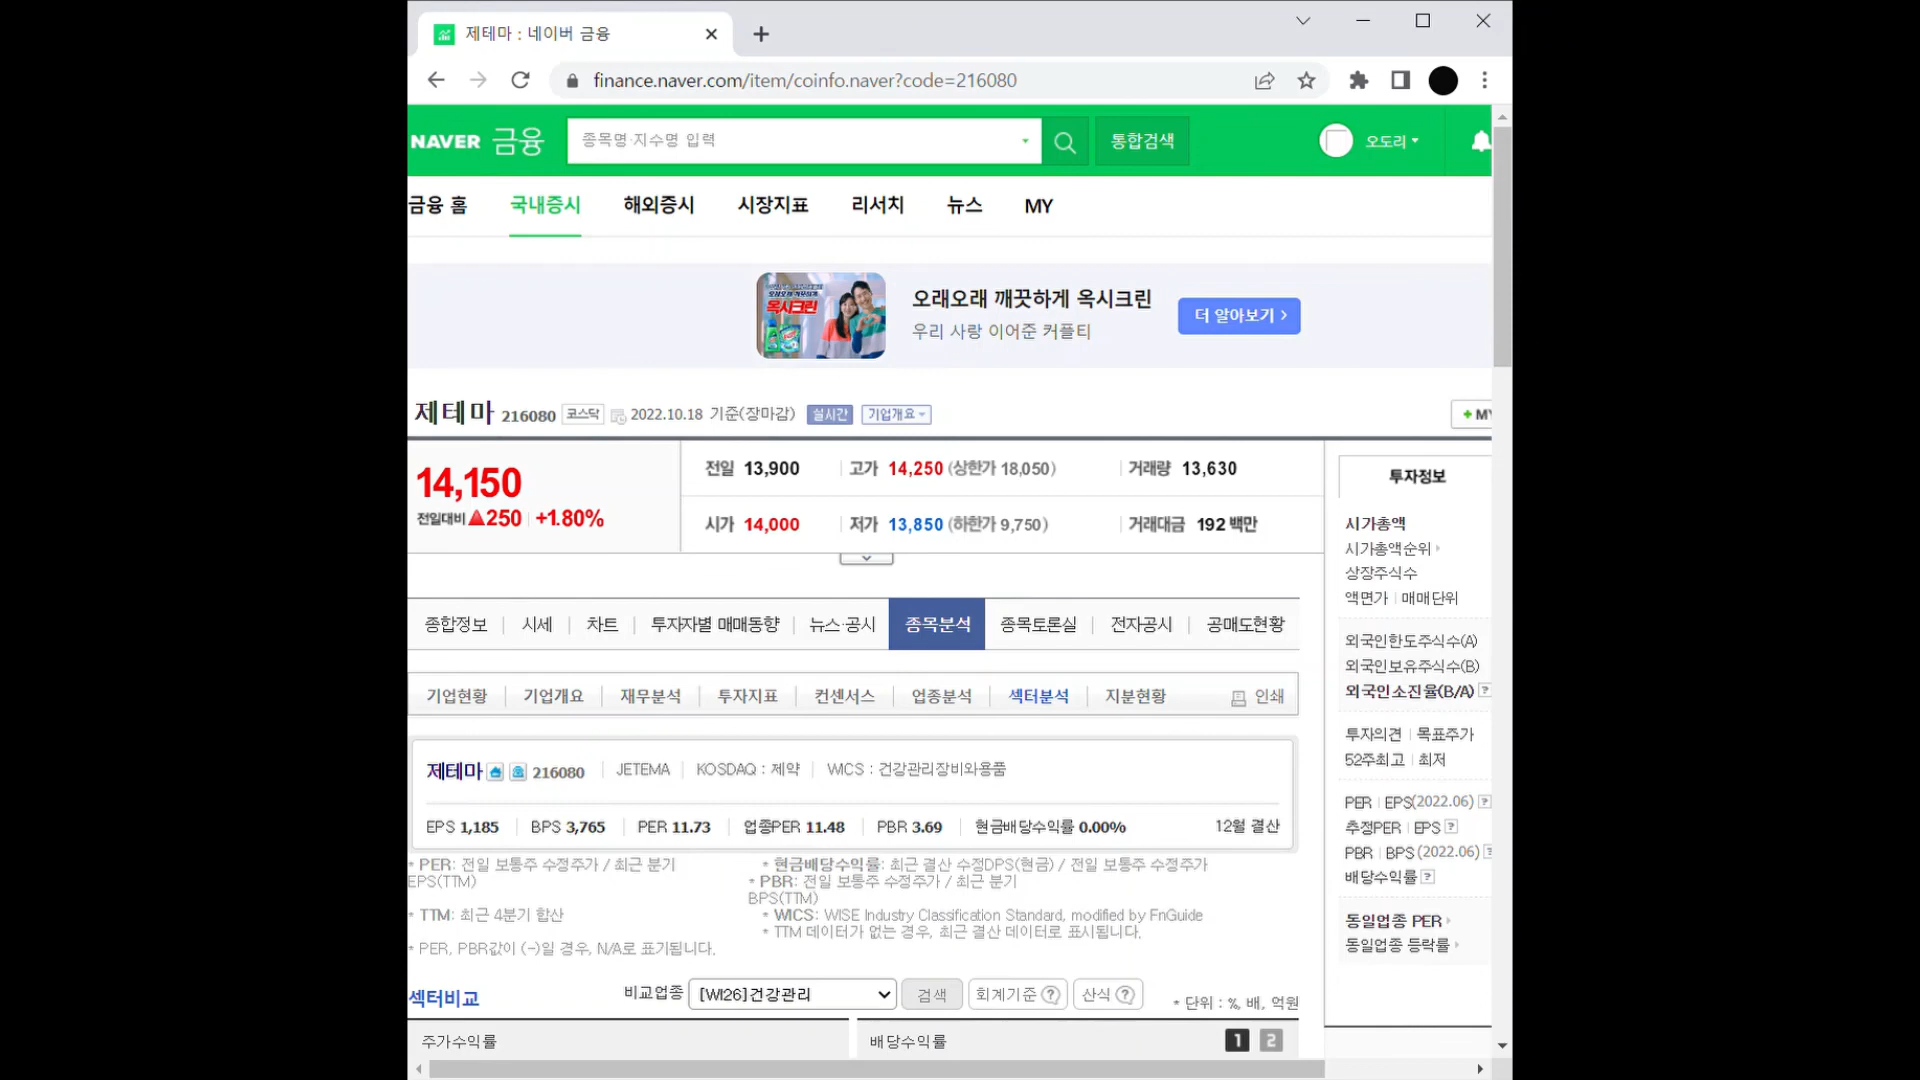 제테마 : 네이버 금융
finance.naver.com/item/coinfo.naver?code=216080
NAVER 금융 종목명·지수명 입력 통합검색 오도리
금융 홈 국내증시 해외증시 시장지표 리서치 뉴스 MY
옥시크린
오래오래 깨끗하게 옥시크린
우리 사랑 이어준 커플티
더 알아보기 >
제테마 216080 코스닥 2022.10.18 기준(장마감) 실시간 기업개요
+ MY
14,150
전일대비 ▲250 +1.80%
전일 13,900 고가 14,250 (상한가 18,050) 거래량 13,630
시가 14,000 저가 13,850 (하한가 9,750) 거래대금 192 백만
종합정보 시세 차트 투자자별 매매동향 뉴스·공시 종목분석 종목토론실 전자공시 공매도현황
기업현황 기업개요 재무분석 투자지표 컨센서스 업종분석 섹터분석 지분현황 인쇄
제테마 216080 JETEMA KOSDAQ : 제약 WICS : 건강관리장비와용품
EPS 1,185 BPS 3,765 PER 11.73 업종PER 11.48 PBR 3.69 현금배당수익률 0.00% 12월 결산
* PER: 전일 보통주 수정주가 / 최근 분기
EPS(TTM)
* TTM: 최근 4분기 합산
* PER, PBR값이 (-)일 경우, N/A로 표기됩니다.
* 현금배당수익률: 최근 결산 수정DPS(현금) / 전일 보통주 수정주가
* PBR: 전일 보통주 수정주가 / 최근 분기
BPS(TTM)
* WICS: WISE Industry Classification Standard, modified by FnGuide
* TTM 데이터가 없는 경우, 최근 결산 데이터로 표시됩니다.
섹터비교 비교업종 [WI26]건강관리 검색 회계기준 ? 산식 ? * 단위 : %, 배, 억원
주가수익률 배당수익률 1 2
투자정보
시가총액
시가총액순위
상장주식수
액면가 매매단위
외국인한도주식수(A)
외국인보유주식수(B)
외국인소진율(B/A) ?
투자의견 목표주가
52주최고 최저
PER EPS(2022.06) ?
추정PER EPS ?
PBR BPS (2022.06) ?
배당수익률 ?
동일업종 PER
동일업종 등락률